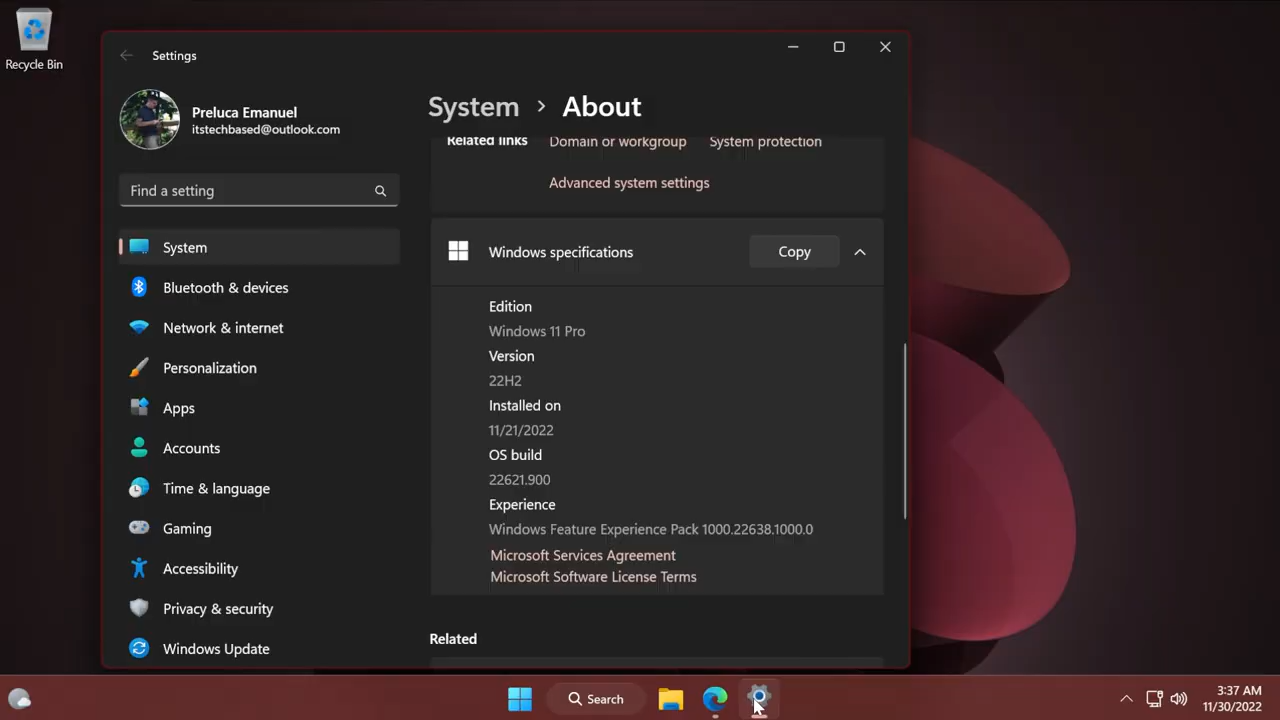 Recycle Bin
Settings
Preluca Emanuel
itstechbased@outlook.com
Find a setting
System
Bluetooth & devices
Network & internet
Personalization
Apps
Accounts
Time & language
Gaming
Accessibility
Privacy & security
Windows Update
System > About
Related links Domain or workgroup System protection
Advanced system settings
Windows specifications Copy
Edition
Windows 11 Pro
Version
22H2
Installed on
11/21/2022
OS build
22621.900
Experience
Windows Feature Experience Pack 1000.22638.1000.0
Microsoft Services Agreement
Microsoft Software License Terms
Related
Search
3:37 AM
11/30/2022